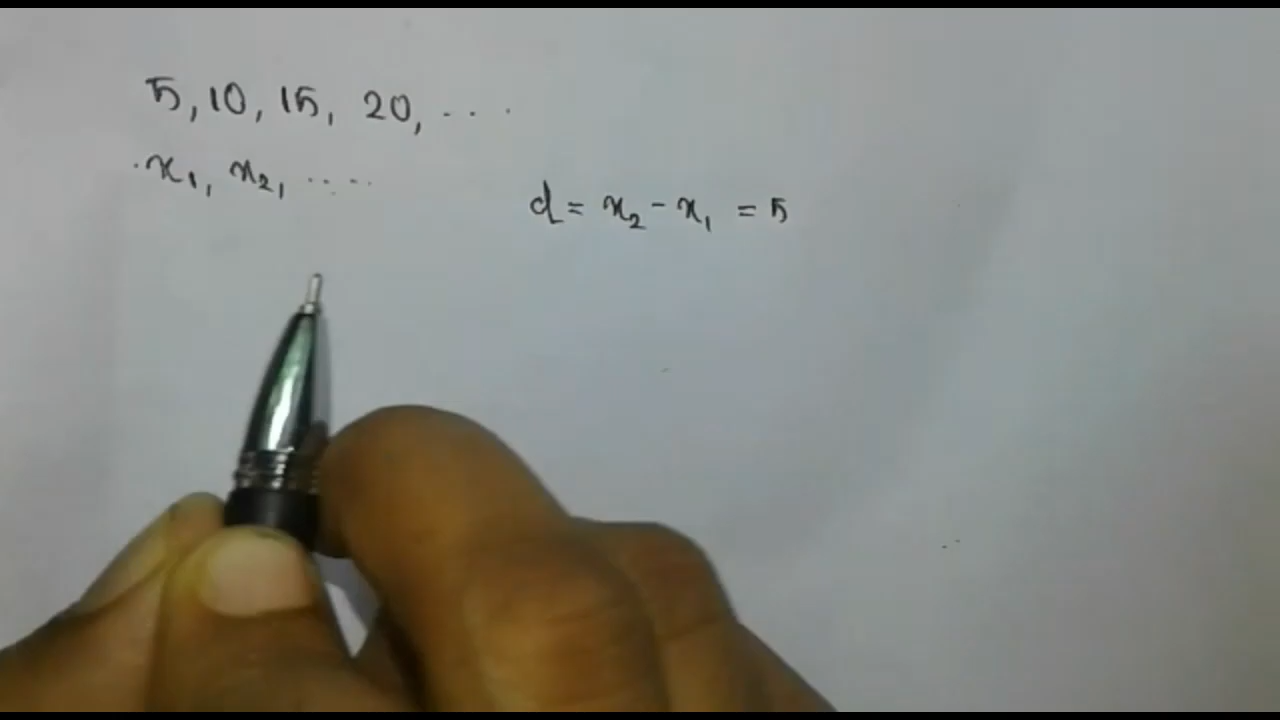 5, 10, 15, 20, ...
x₁, x₂, .....
d = x₂ - x₁ = 5